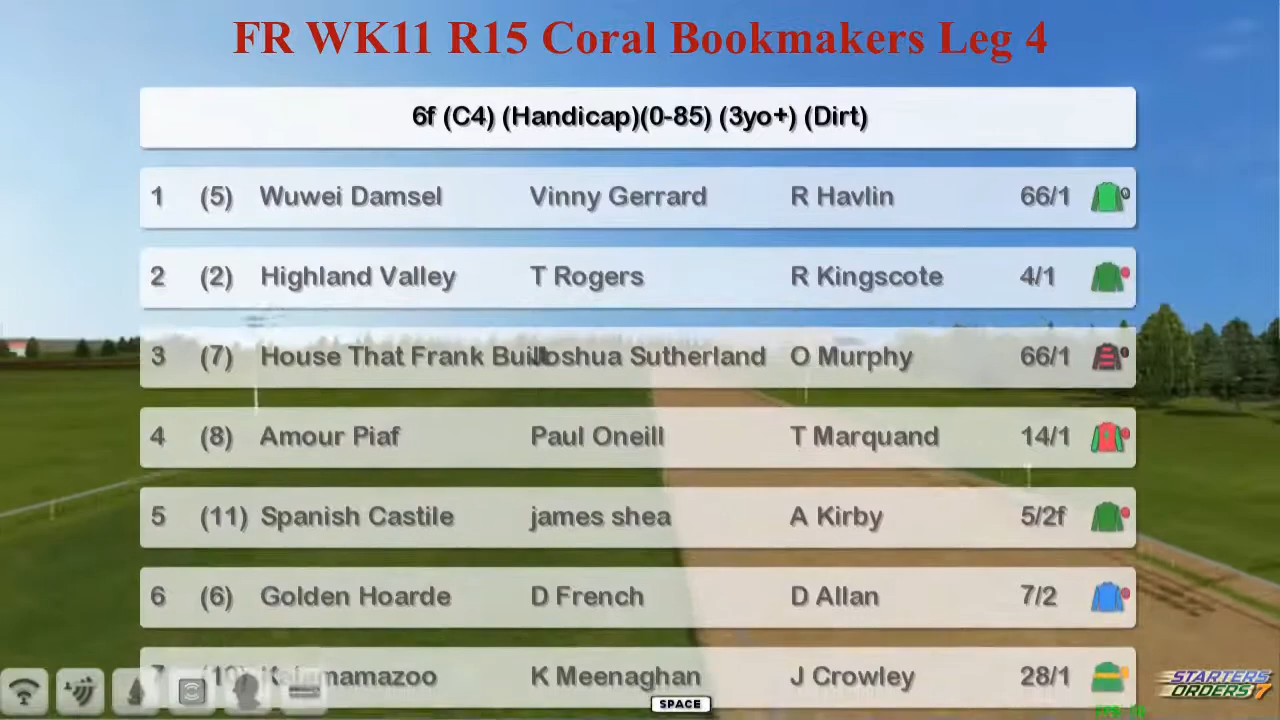 FR WK11 R15 Coral Bookmakers Leg 4
6f (C4) (Handicap)(0-85) (3yo+) (Dirt)
1 (5) Wuwei Damsel Vinny Gerrard R Havlin 66/1
2 (2) Highland Valley T Rogers R Kingscote 4/1
3 (7) House That Frank Built Joshua Sutherland O Murphy 66/1
4 (8) Amour Piaf Paul Oneill T Marquand 14/1
5 (11) Spanish Castile james shea A Kirby 5/2f
6 (6) Golden Hoarde D French D Allan 7/2
7 (10) K Meenaghan J Crowley 28/1
SPACE
STARTERS ORDERS 7